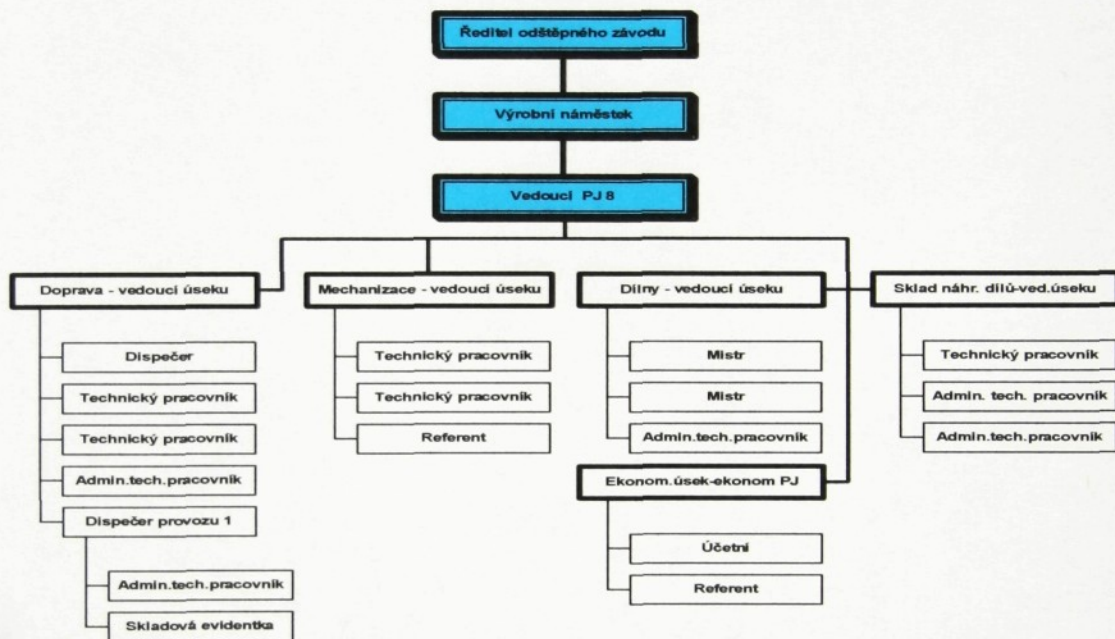 Ředitel odštěpného závodu
Výrobní náměstek
Vedoucí PJ 8
Doprava - vedoucí úseku
Dispečer
Technický pracovník
Technický pracovník
Admin.tech.pracovník
Dispečer provozu 1
Admin.tech.pracovník
Skladová evidentka
Mechanizace - vedoucí úseku
Technický pracovník
Technický pracovník
Referent
Dílny - vedoucí úseku
Mistr
Mistr
Admin.tech.pracovník
Ekonom.úsek-ekonom PJ
Účetní
Referent
Sklad náhr. dílů-ved.úseku
Technický pracovník
Admin. tech. pracovník
Admin.tech.pracovník